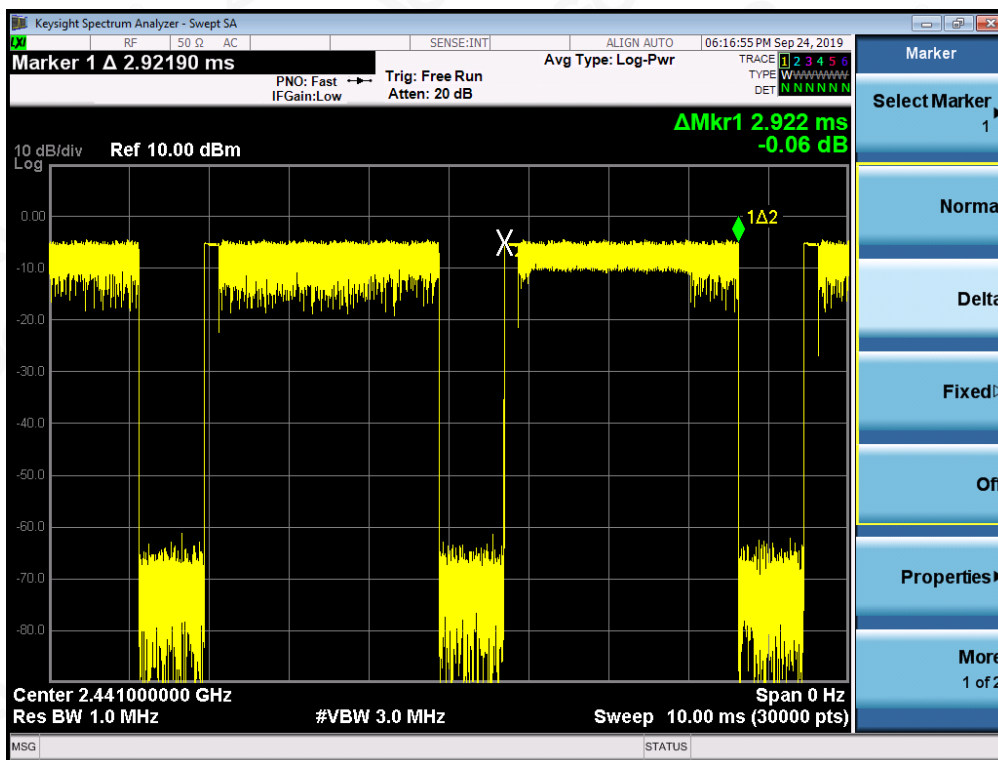 Keysight Spectrum Analyzer - Swept SA
LXI RF 50 Ω AC SENSE:INT ALIGN AUTO 06:16:55 PM Sep 24, 2019
Marker 1 Δ 2.92190 ms
PNO: Fast
IFGain:Low
Trig: Free Run
Atten: 20 dB
Avg Type: Log-Pwr
TRACE 1 2 3 4 5 6
TYPE WWWWWW
DET N N N N N N
ΔMkr1 2.922 ms
-0.06 dB
10 dB/div Ref 10.00 dBm
Log
0.00
-10.0
-20.0
-30.0
-40.0
-50.0
-60.0
-70.0
-80.0
1Δ2
X
Center 2.441000000 GHz Span 0 Hz
Res BW 1.0 MHz #VBW 3.0 MHz Sweep 10.00 ms (30000 pts)
MSG STATUS
Marker
Select Marker
1
Norma
Delta
Fixed
Of
Properties
More
1 of 2